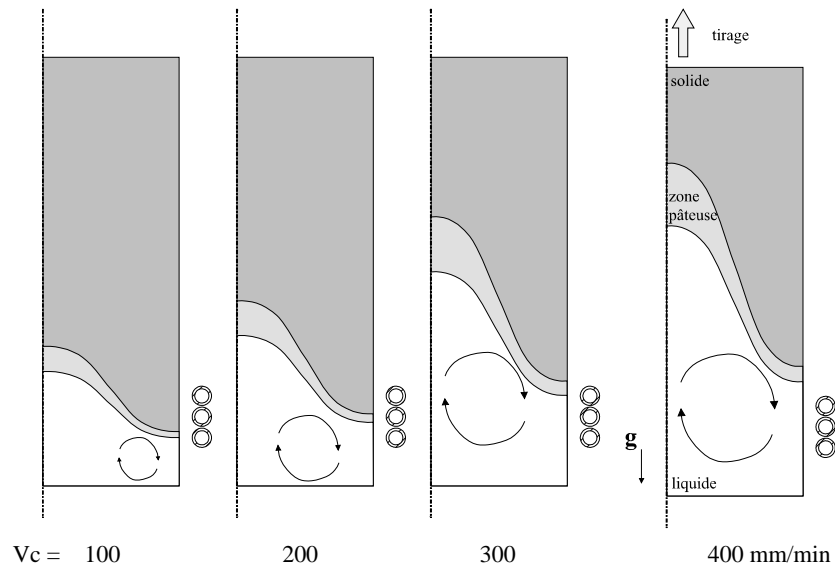 tirage
solide
zone
pâteuse
g
liquide
Vc = 100 200 300 400 mm/min